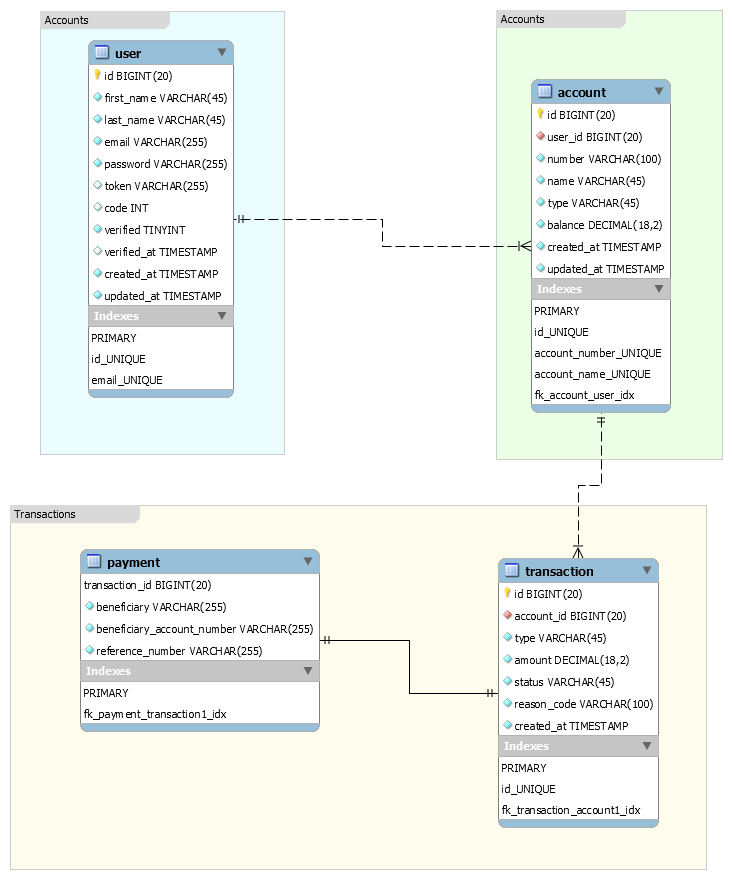 Accounts
user
id BIGINT(20)
first_name VARCHAR(45)
last_name VARCHAR(45)
email VARCHAR(255)
password VARCHAR(255)
token VARCHAR(255)
code INT
verified TINYINT
verified_at TIMESTAMP
created_at TIMESTAMP
updated_at TIMESTAMP
Indexes
PRIMARY
id_UNIQUE
email_UNIQUE
Accounts
account
id BIGINT(20)
user_id BIGINT(20)
number VARCHAR(100)
name VARCHAR(45)
type VARCHAR(45)
balance DECIMAL(18,2)
created_at TIMESTAMP
updated_at TIMESTAMP
Indexes
PRIMARY
id_UNIQUE
account_number_UNIQUE
account_name_UNIQUE
fk_account_user_idx
Transactions
payment
transaction_id BIGINT(20)
beneficiary VARCHAR(255)
beneficiary_account_number VARCHAR(255)
reference_number VARCHAR(255)
Indexes
PRIMARY
fk_payment_transaction1_idx
transaction
id BIGINT(20)
account_id BIGINT(20)
type VARCHAR(45)
amount DECIMAL(18,2)
status VARCHAR(45)
reason_code VARCHAR(100)
created_at TIMESTAMP
Indexes
PRIMARY
id_UNIQUE
fk_transaction_account1_idx